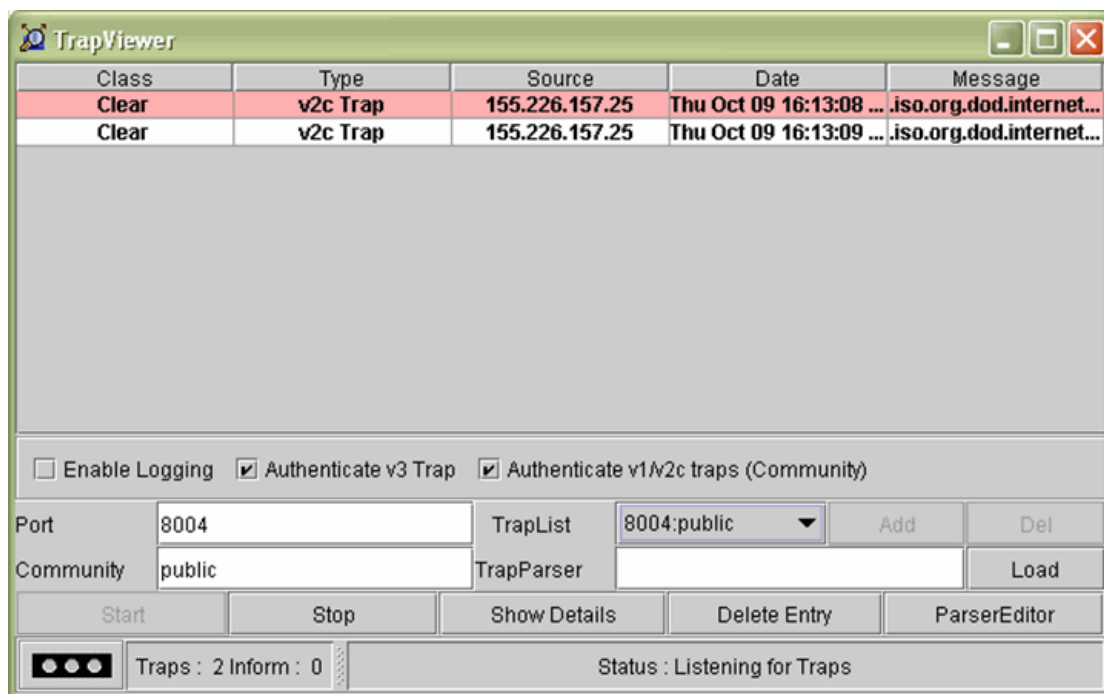 TrapViewer
Class Type Source Date Message
Clear v2c Trap 155.226.157.25 Thu Oct 09 16:13:08 ... .iso.org.dod.internet...
Clear v2c Trap 155.226.157.25 Thu Oct 09 16:13:09 ... .iso.org.dod.internet...
Enable Logging Authenticate v3 Trap Authenticate v1/v2c traps (Community)
Port 8004 TrapList 8004:public Add Del
Community public TrapParser Load
Start Stop Show Details Delete Entry ParserEditor
Traps : 2 Inform : 0 Status : Listening for Traps